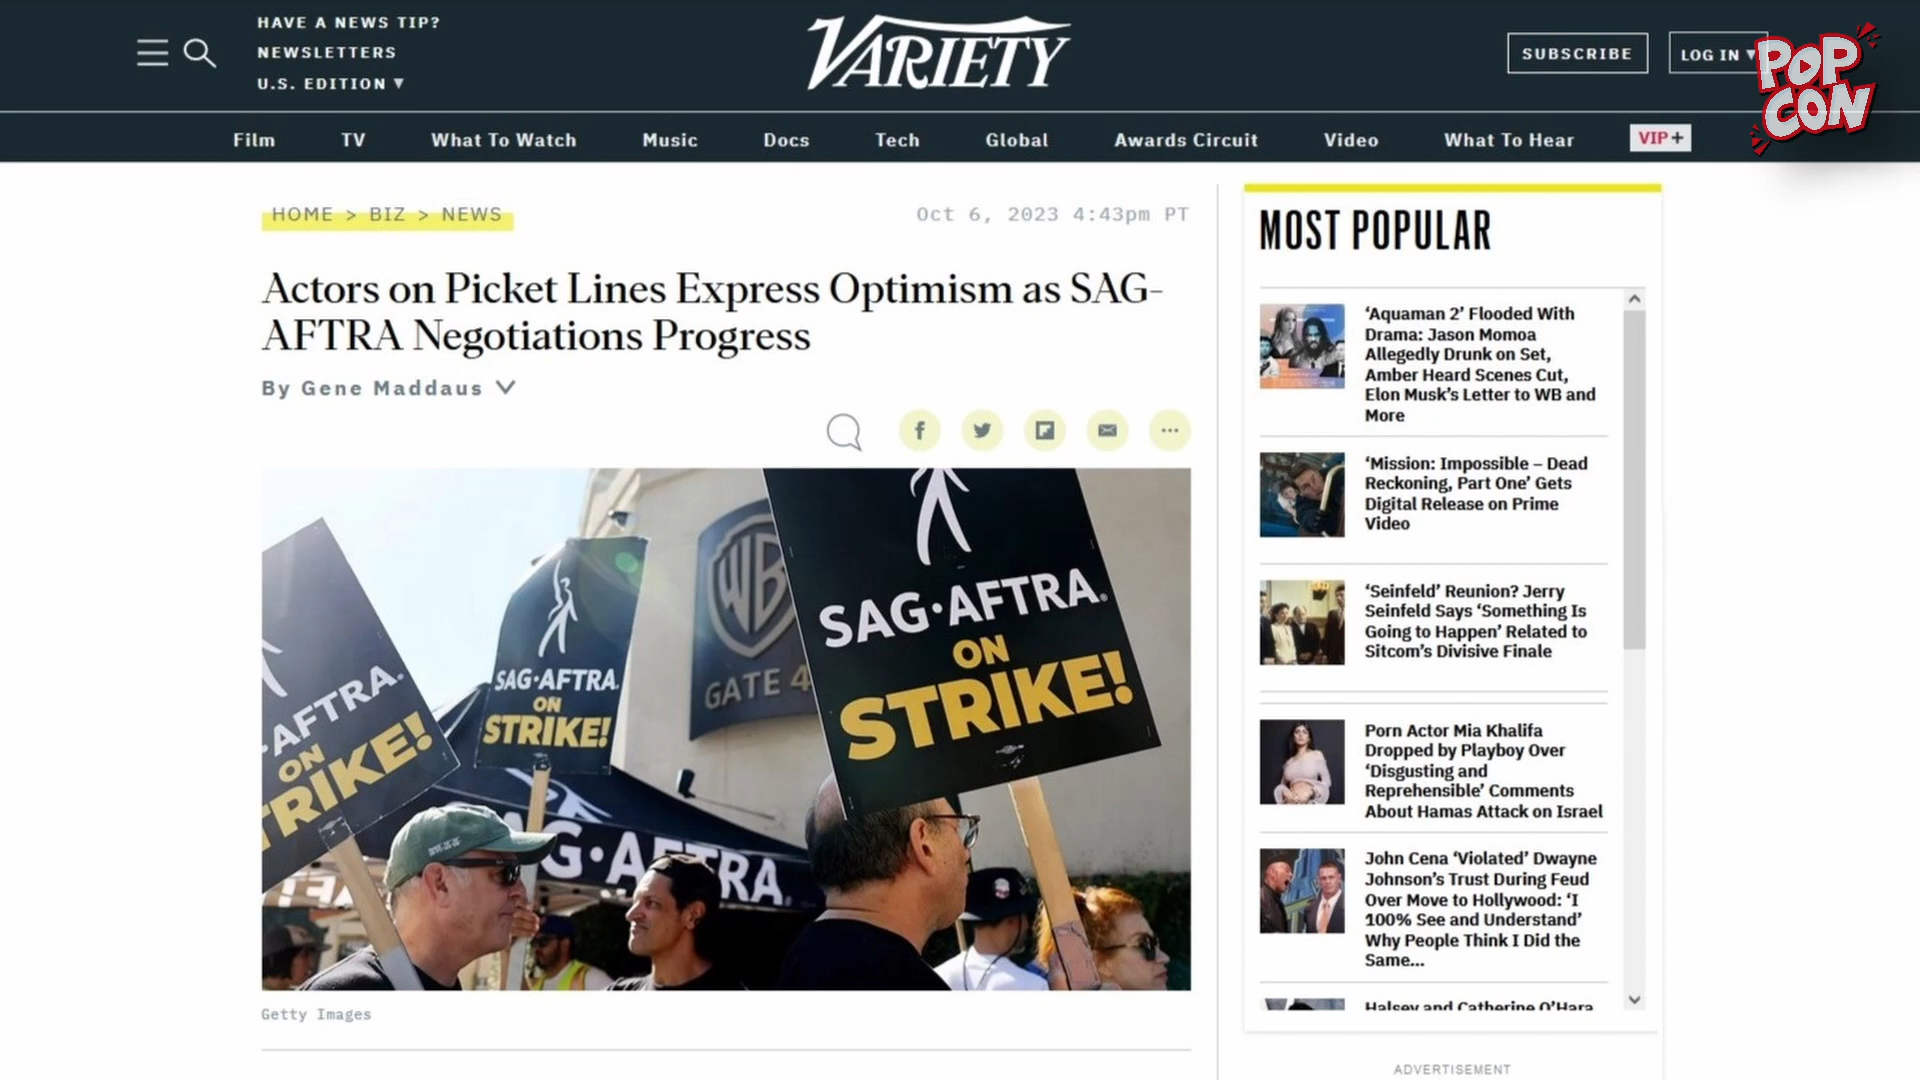 HAVE A NEWS TIP?
NEWSLETTERS
U.S. EDITION ▼
VARIETY
SUBSCRIBE
LOG IN ▼
POP
CON
Film
TV
What To Watch
Music
Docs
Tech
Global
Awards Circuit
Video
What To Hear
VIP+
HOME > BIZ > NEWS
Oct 6, 2023 4:43pm PT
Actors on Picket Lines Express Optimism as SAG-
AFTRA Negotiations Progress
By Gene Maddaus
-AFTRA.
ON
TRIKE!
SAG·AFTRA.
ON
STRIKE!
WB
GATE 4
SAG·AFTRA.
ON
STRIKE!
G·AFTRA.
Getty Images
MOST POPULAR
‘Aquaman 2’ Flooded With
Drama: Jason Momoa
Allegedly Drunk on Set,
Amber Heard Scenes Cut,
Elon Musk’s Letter to WB and
More
‘Mission: Impossible – Dead
Reckoning, Part One’ Gets
Digital Release on Prime
Video
‘Seinfeld’ Reunion? Jerry
Seinfeld Says ‘Something Is
Going to Happen’ Related to
Sitcom’s Divisive Finale
Porn Actor Mia Khalifa
Dropped by Playboy Over
‘Disgusting and
Reprehensible’ Comments
About Hamas Attack on Israel
John Cena ‘Violated’ Dwayne
Johnson’s Trust During Feud
Over Move to Hollywood: ‘I
100% See and Understand’
Why People Think I Did the
Same...
Halsey and Catherine O’Hara
ADVERTISEMENT